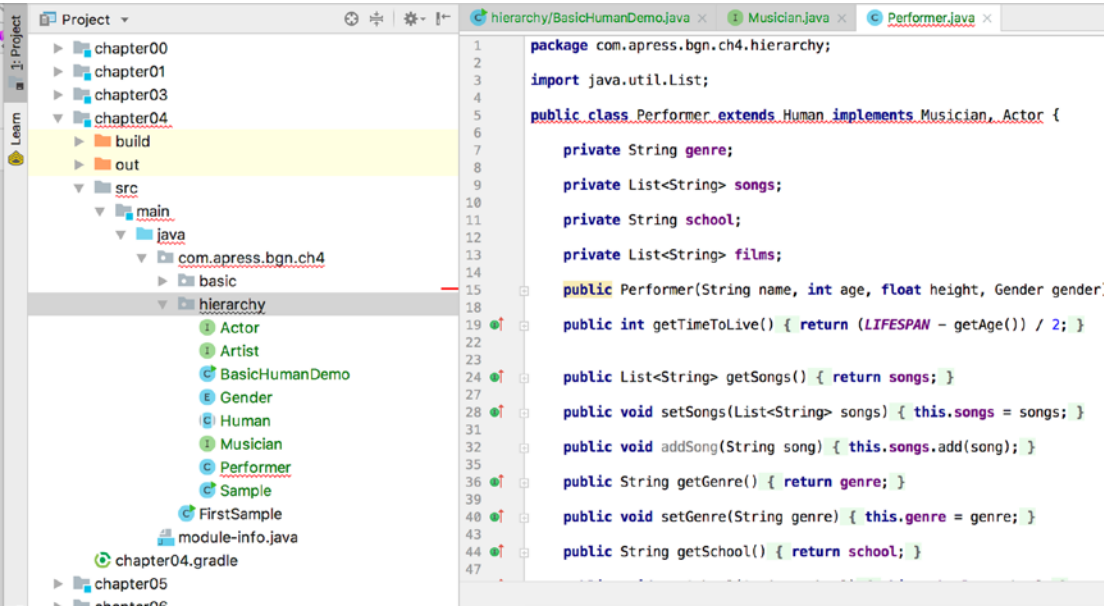 1: Project
Learn
Project
chapter00
chapter01
chapter03
chapter04
build
out
src
main
java
com.apress.bgn.ch4
basic
hierarchy
Actor
Artist
BasicHumanDemo
Gender
Human
Musician
Performer
Sample
FirstSample
module-info.java
chapter04.gradle
chapter05
chapter06
hierarchy/BasicHumanDemo.java × Musician.java × Performer.java ×
1 package com.apress.bgn.ch4.hierarchy;
2
3 import java.util.List;
4
5 public class Performer extends Human implements Musician, Actor {
6
7 private String genre;
8
9 private List<String> songs;
10
11 private String school;
12
13 private List<String> films;
14
15 public Performer(String name, int age, float height, Gender gender)
18
19 public int getTimeToLive() { return (LIFESPAN - getAge()) / 2; }
22
23
24 public List<String> getSongs() { return songs; }
27
28 public void setSongs(List<String> songs) { this.songs = songs; }
31
32 public void addSong(String song) { this.songs.add(song); }
35
36 public String getGenre() { return genre; }
39
40 public void setGenre(String genre) { this.genre = genre; }
43
44 public String getSchool() { return school; }
47